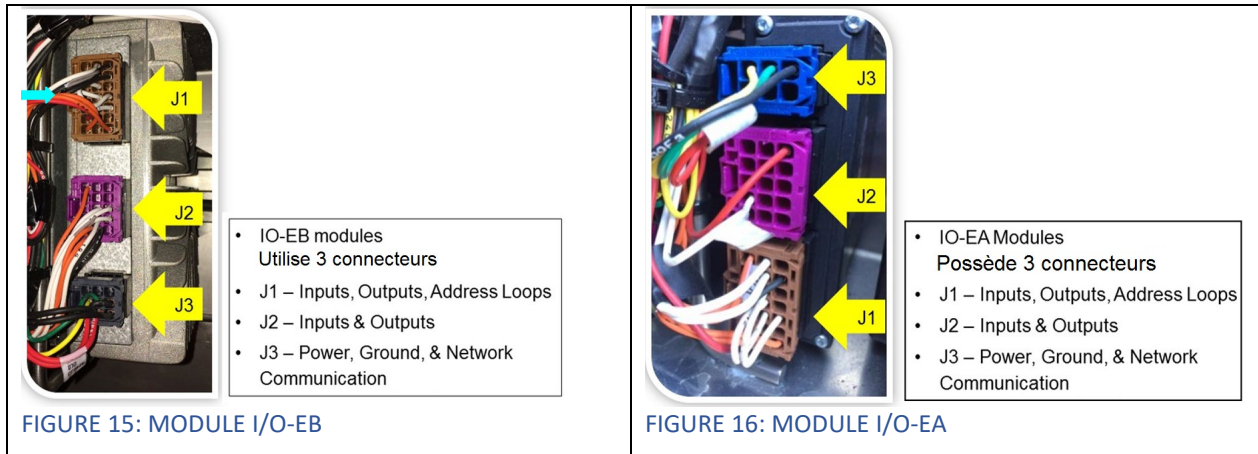 J1
J2
J3
• IO-EB modules
Utilise 3 connecteurs
• J1 – Inputs, Outputs, Address Loops
• J2 – Inputs & Outputs
• J3 – Power, Ground, & Network
Communication
FIGURE 15: MODULE I/O-EB
J3
J2
J1
• IO-EA Modules
Possède 3 connecteurs
• J1 – Inputs, Outputs, Address Loops
• J2 – Inputs & Outputs
• J3 – Power, Ground, & Network
Communication
FIGURE 16: MODULE I/O-EA